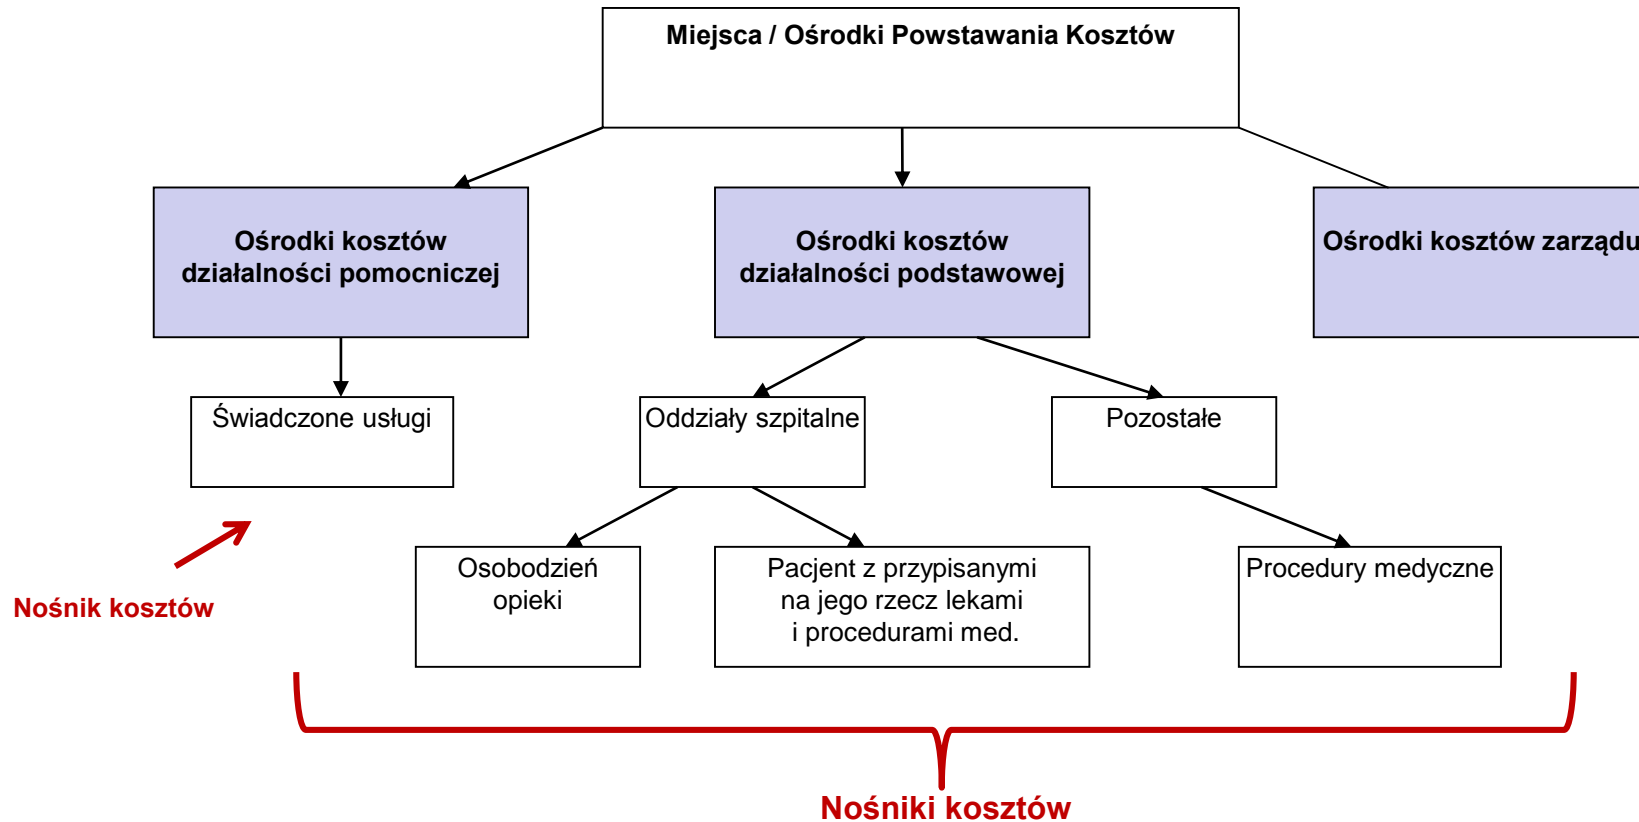 Miejsca / Ośrodki Powstawania Kosztów
Ośrodki kosztów
działalności pomocniczej
Ośrodki kosztów
działalności podstawowej
Ośrodki kosztów zarządu
Świadczone usługi
Oddziały szpitalne
Pozostałe
Nośnik kosztów
Osobodzień
opieki
Pacjent z przypisanymi
na jego rzecz lekami
i procedurami med.
Procedury medyczne
Nośniki kosztów